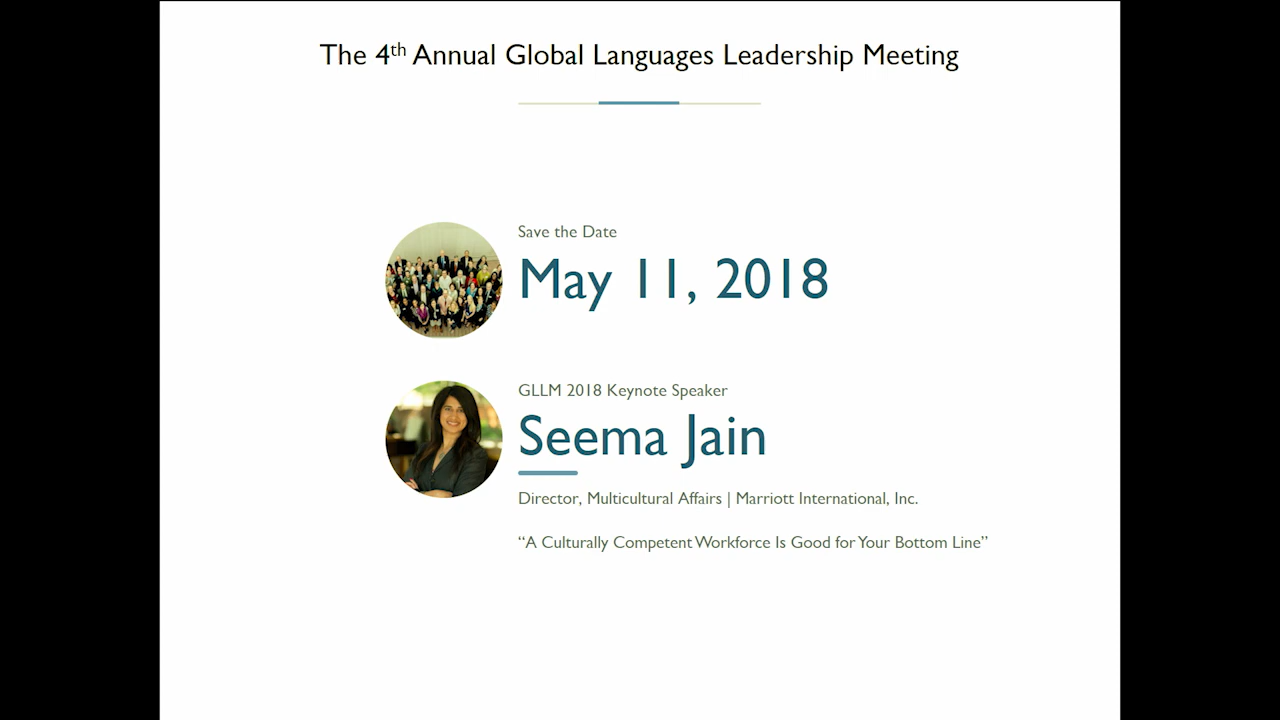 The 4th Annual Global Languages Leadership Meeting
Save the Date
May 11, 2018
GLLM 2018 Keynote Speaker
Seema Jain
Director, Multicultural Affairs | Marriott International, Inc.
“A Culturally Competent Workforce Is Good for Your Bottom Line”